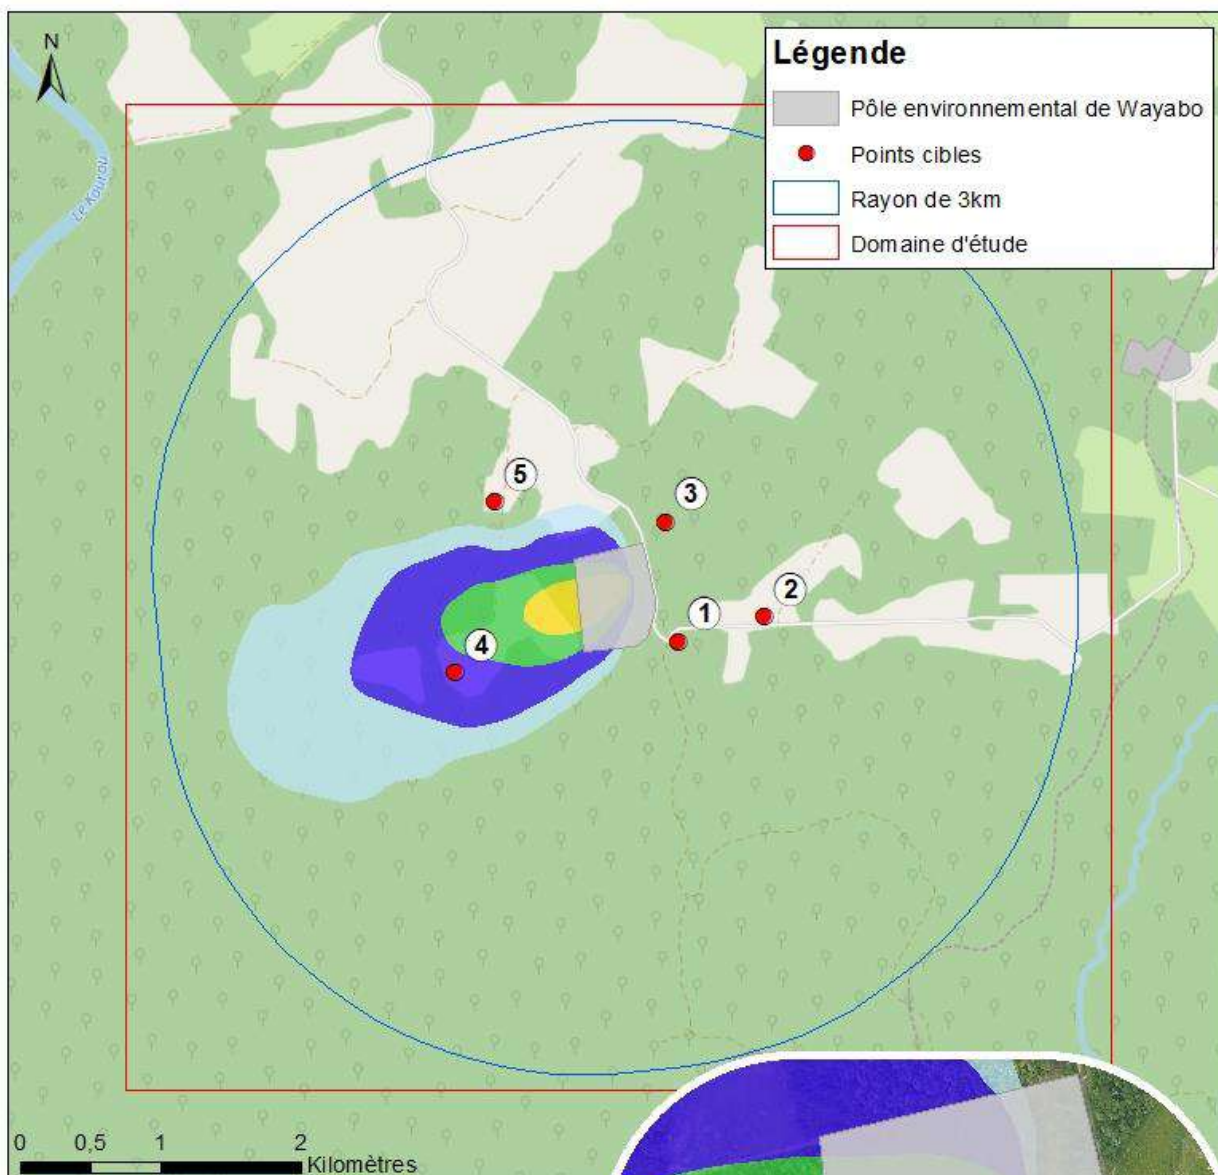 N
Légende
Pôle environnemental de Wayabo
Points cibles
Rayon de 3km
Domaine d'étude
Le Kourou
5
3
1
2
4
0 0,5 1 2
Kilomètres